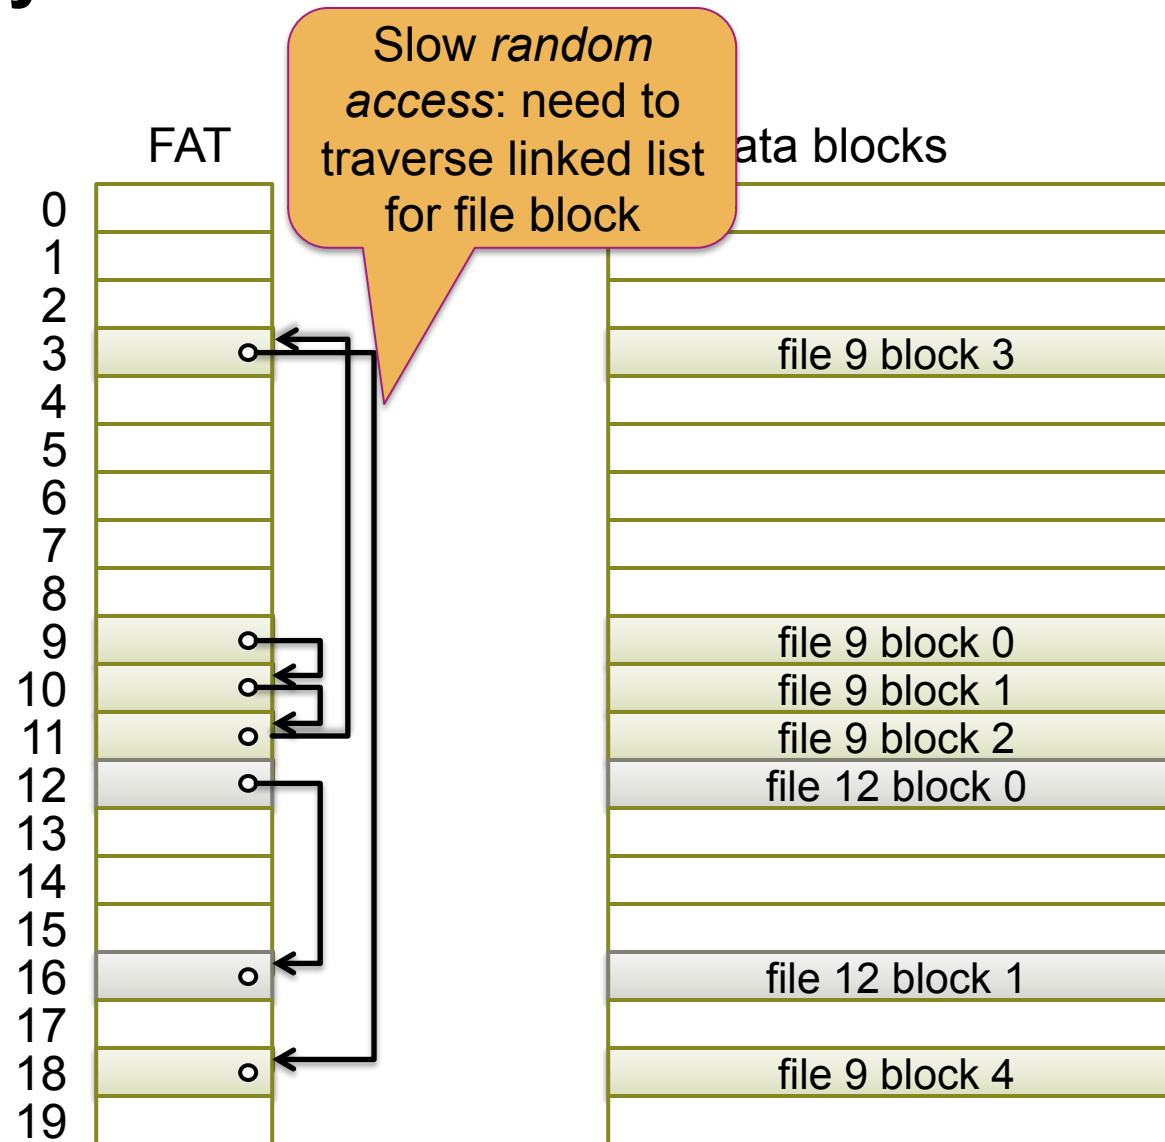 Slow random
access: need to
traverse linked list
for file block
FAT
ata blocks
0
1
2
3
file 9 block 3
4
5
6
7
8
9
file 9 block 0
10
file 9 block 1
11
file 9 block 2
12
file 12 block 0
13
14
15
16
file 12 block 1
17
18
file 9 block 4
19